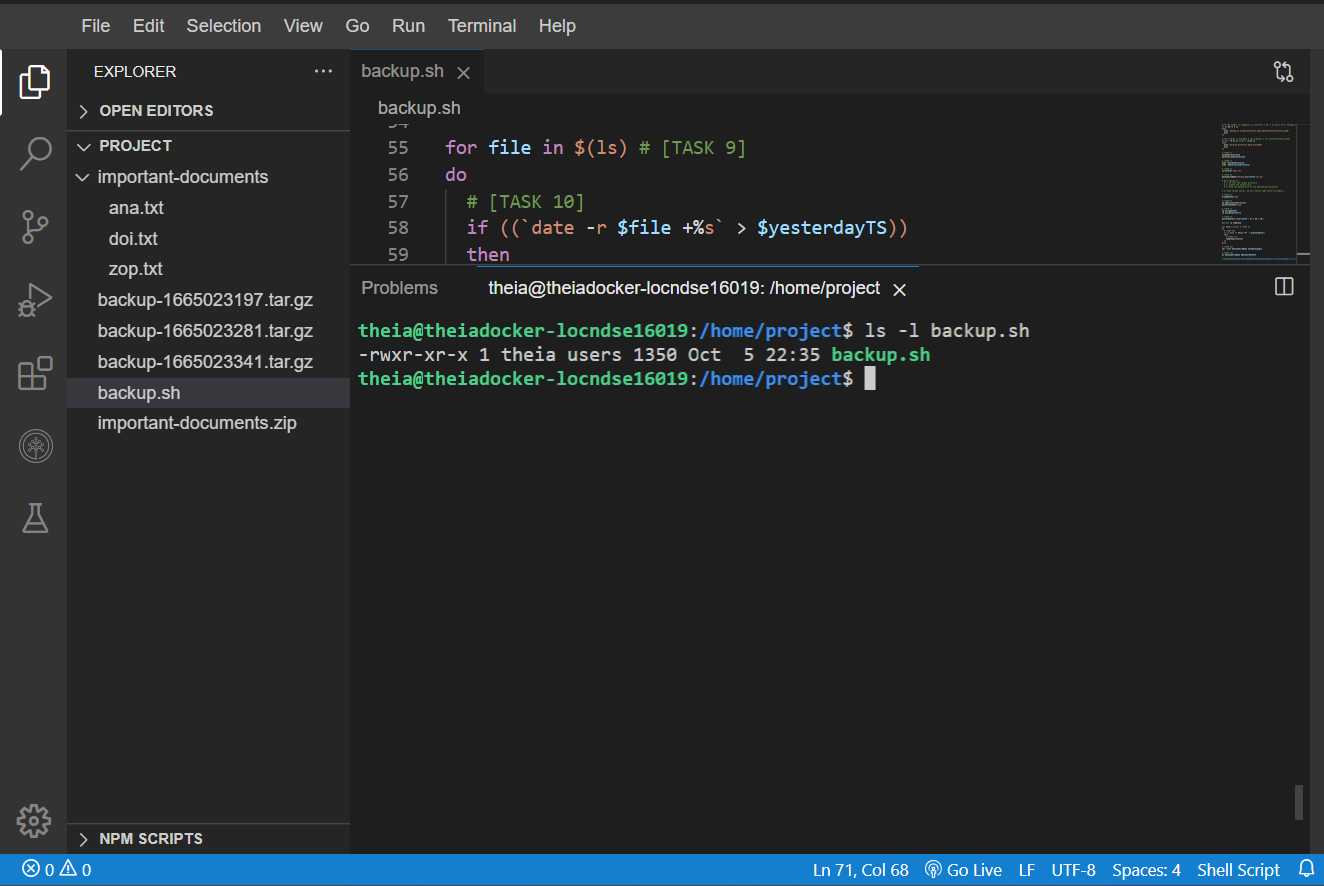 File Edit Selection View Go Run Terminal Help
EXPLORER
OPEN EDITORS
PROJECT
important-documents
ana.txt
doi.txt
zop.txt
backup-1665023197.tar.gz
backup-1665023281.tar.gz
backup-1665023341.tar.gz
backup.sh
important-documents.zip
NPM SCRIPTS
backup.sh
backup.sh
54
55 for file in $(ls) # [TASK 9]
56 do
57 # [TASK 10]
58 if ((`date -r $file +%s` > $yesterdayTS))
59 then
Problems theia@theiadocker-locndse16019: /home/project
theia@theiadocker-locndse16019:/home/project$ ls -l backup.sh
-rwxr-xr-x 1 theia users 1350 Oct  5 22:35 backup.sh
theia@theiadocker-locndse16019:/home/project$
0 0 Ln 71, Col 68 Go Live LF UTF-8 Spaces: 4 Shell Script